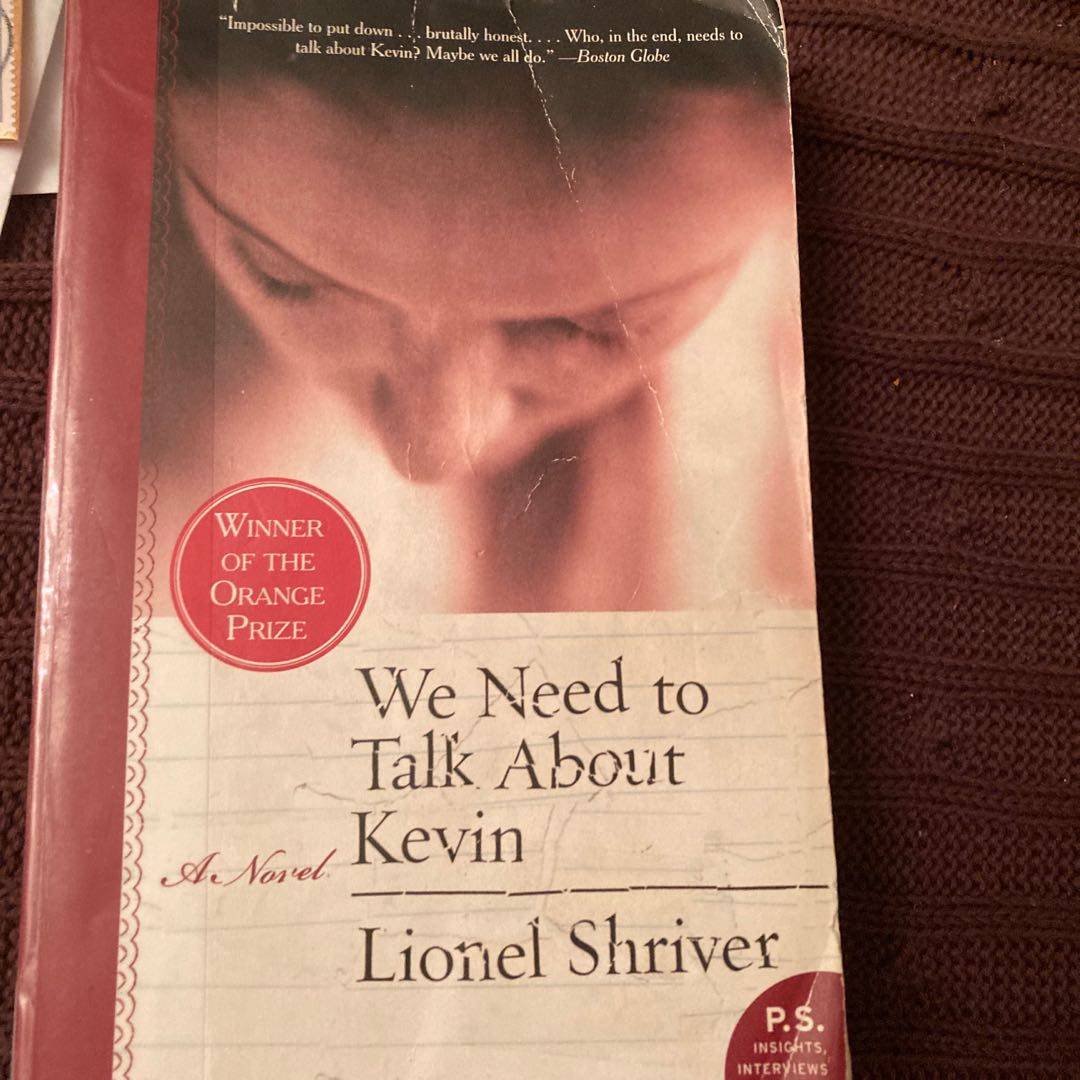 “Impossible to put down . . . brutally honest. . . . Who, in the end, needs to
talk about Kevin? Maybe we all do.” —Boston Globe
WINNER
OF THE
ORANGE
PRIZE
We Need to
Talk About
Kevin
A Novel
Lionel Shriver
P.S.
INSIGHTS,
INTERVIEWS